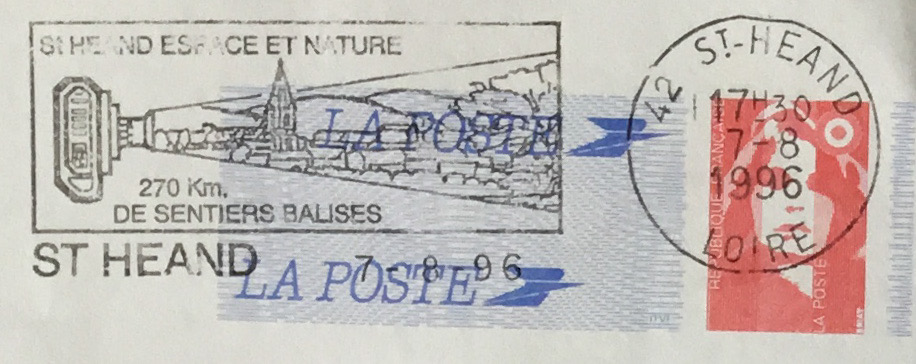 St HEAND ESPACE ET NATURE
270 Km.
DE SENTIERS BALISES
ST HEAND 7-8 96
LA POSTE
LA POSTE
42 ST.-HEAND
17H30
7-8
1996
LOIRE
REPUBLIQUE FRANCAISE
LA POSTE